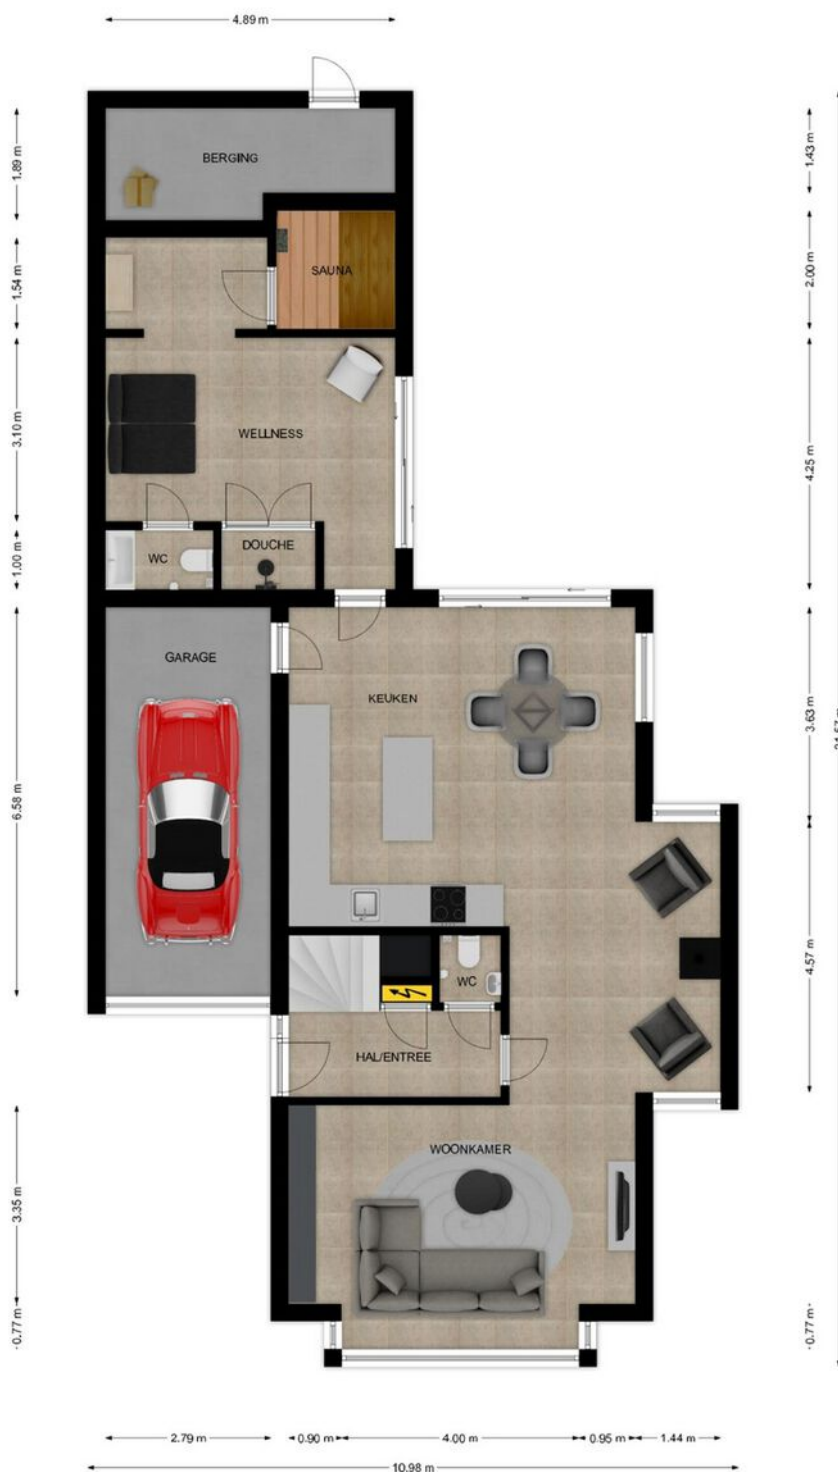 4.89 m
1.89 m
1.43 m
BERGING
1.54 m
SAUNA
2.00 m
3.10 m
WELLNESS
4.25 m
1.00 m
WC
DOUCHE
GARAGE
KEUKEN
3.63 m
6.58 m
WC
4.57 m
HAL/ENTREE
WOONKAMER
3.35 m
0.77 m
0.77 m
2.79 m
0.90 m
4.00 m
0.95 m
1.44 m
10.98 m